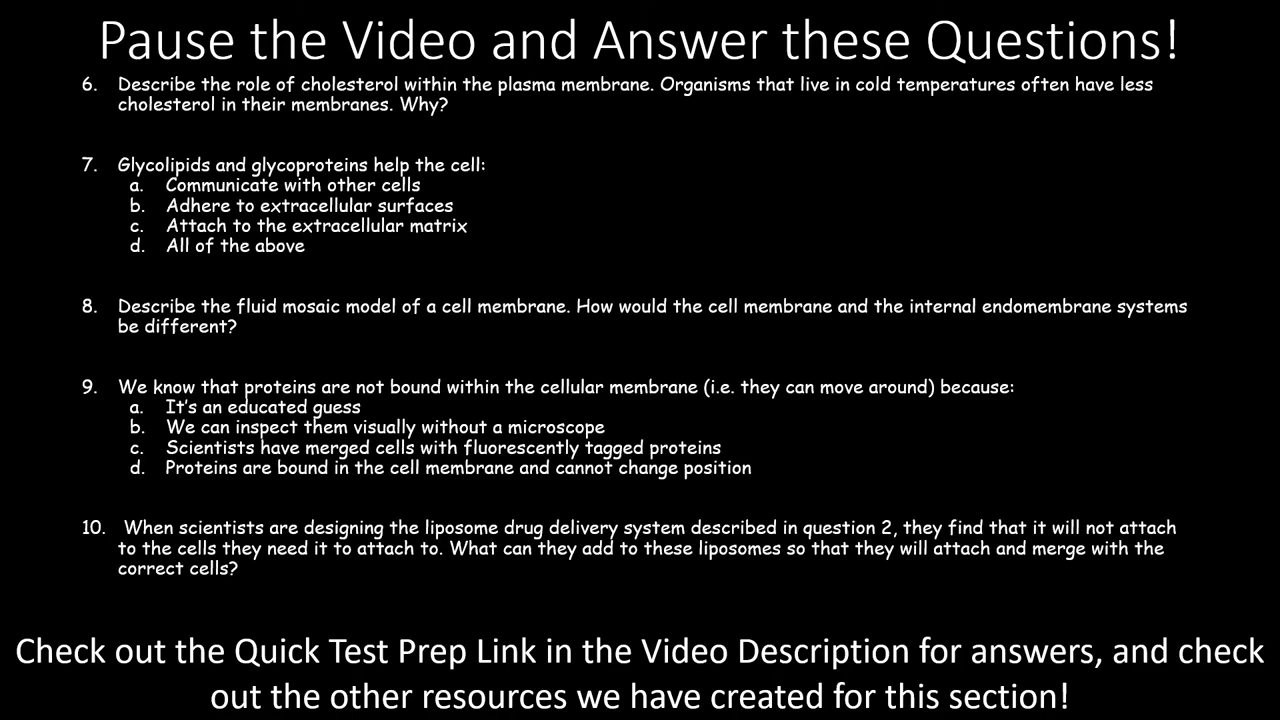 Pause the Video and Answer these Questions!
6. Describe the role of cholesterol within the plasma membrane. Organisms that live in cold temperatures often have less
cholesterol in their membranes. Why?
7. Glycolipids and glycoproteins help the cell:
a. Communicate with other cells
b. Adhere to extracellular surfaces
c. Attach to the extracellular matrix
d. All of the above
8. Describe the fluid mosaic model of a cell membrane. How would the cell membrane and the internal endomembrane systems
be different?
9. We know that proteins are not bound within the cellular membrane (i.e. they can move around) because:
a. It's an educated guess
b. We can inspect them visually without a microscope
c. Scientists have merged cells with fluorescently tagged proteins
d. Proteins are bound in the cell membrane and cannot change position
10. When scientists are designing the liposome drug delivery system described in question 2, they find that it will not attach
to the cells they need it to attach to. What can they add to these liposomes so that they will attach and merge with the
correct cells?
Check out the Quick Test Prep Link in the Video Description for answers, and check
out the other resources we have created for this section!